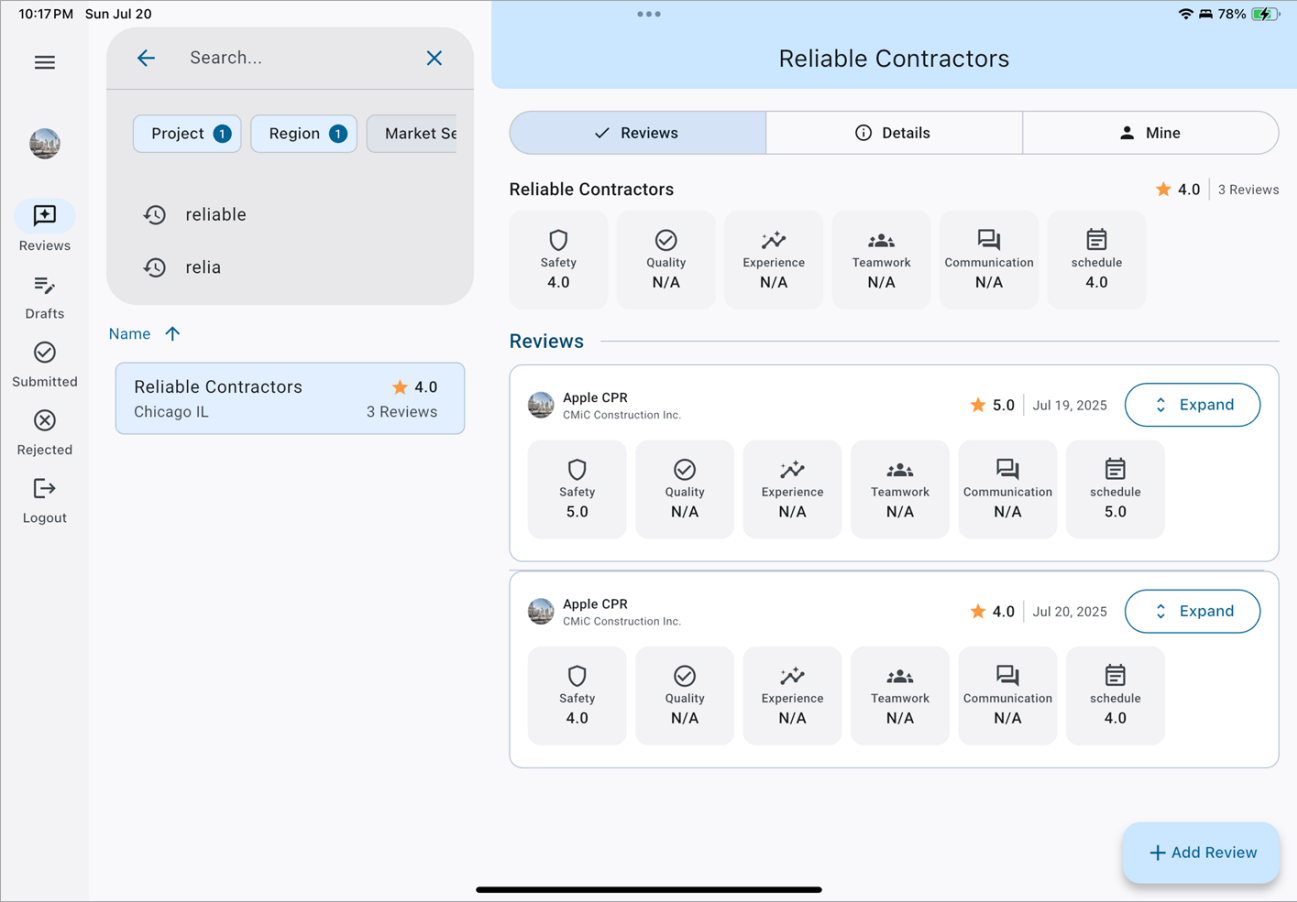 10:17 PM Sun Jul 20
78%
Search...
Project 1
Region 1
Market Se
reliable
relia
Name
Reliable Contractors
4.0
Chicago IL
3 Reviews
Reviews
Drafts
Submitted
Rejected
Logout
Reliable Contractors
Reviews
Details
Mine
Reliable Contractors
4.0
3 Reviews
Safety
4.0
Quality
N/A
Experience
N/A
Teamwork
N/A
Communication
N/A
schedule
4.0
Reviews
Apple CPR
CMiC Construction Inc.
5.0
Jul 19, 2025
Expand
Safety
5.0
Quality
N/A
Experience
N/A
Teamwork
N/A
Communication
N/A
schedule
5.0
Apple CPR
CMiC Construction Inc.
4.0
Jul 20, 2025
Expand
Safety
4.0
Quality
N/A
Experience
N/A
Teamwork
N/A
Communication
N/A
schedule
4.0
+ Add Review